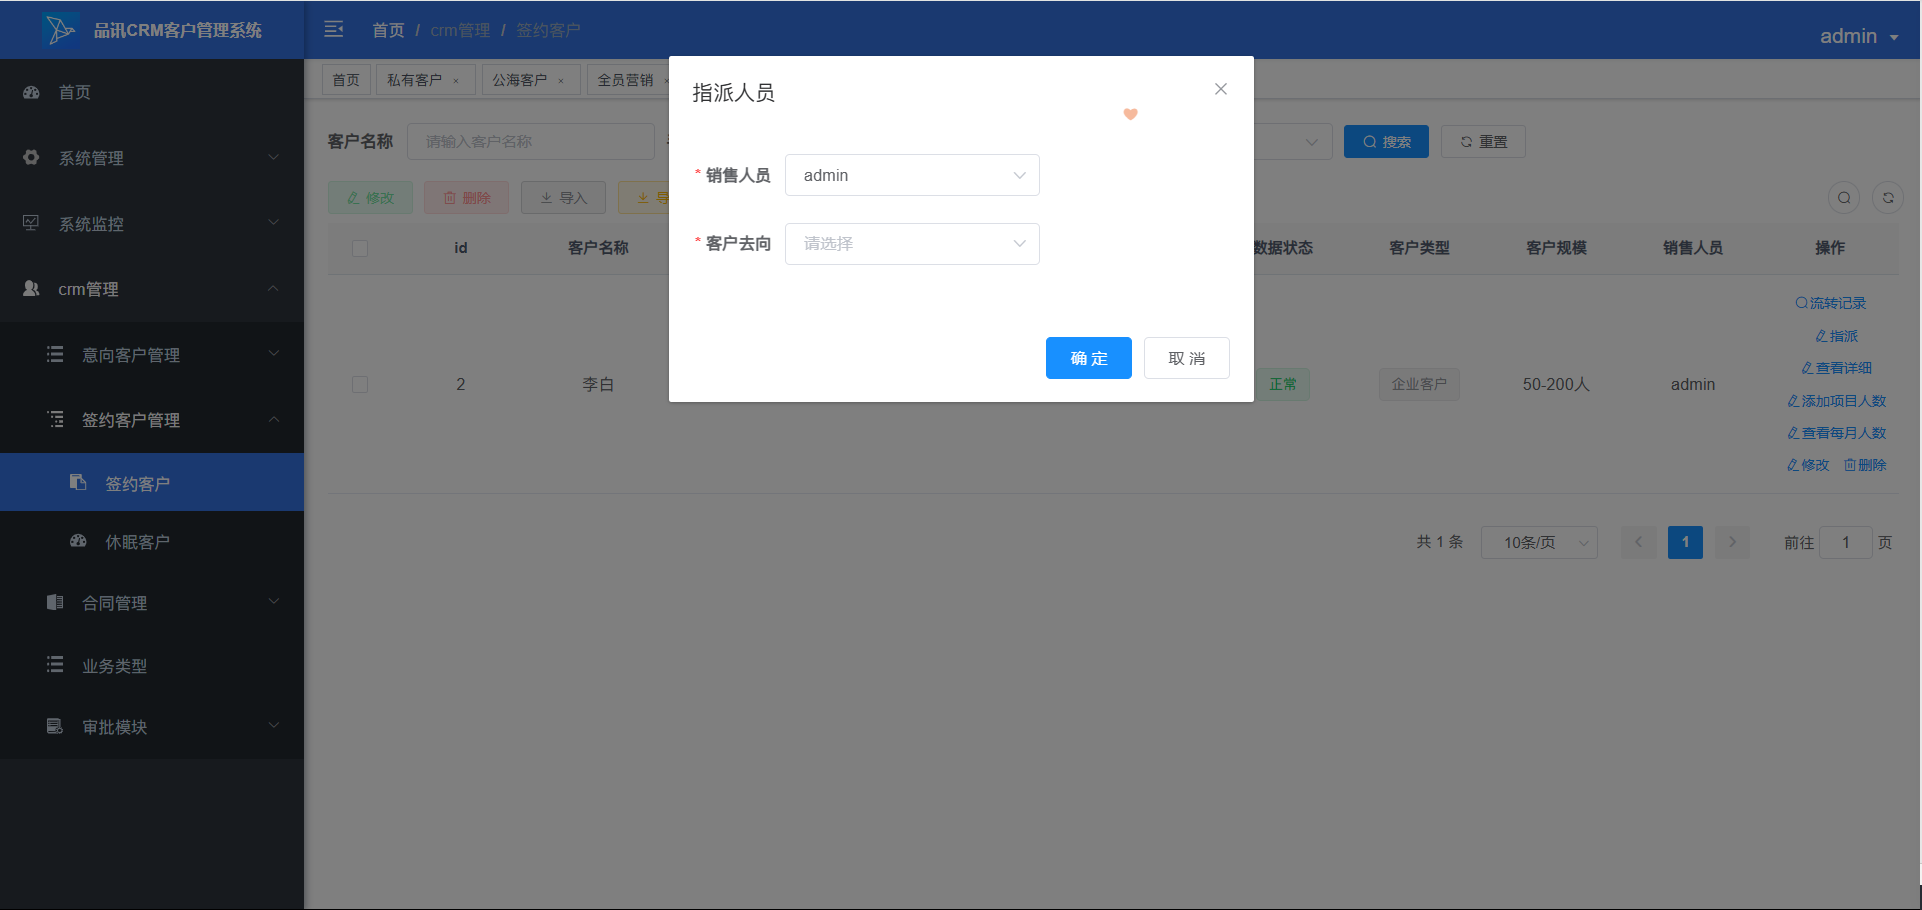 品讯CRM客户管理系统
首页 / crm管理 / 签约客户
admin
首页
系统管理
系统监控
crm管理
意向客户管理
签约客户管理
签约客户
休眠客户
合同管理
业务类型
审批模块
首页 私有客户 × 公海客户 × 全员营销 ×
客户名称 请输入客户名称 搜索 重置
修改 删除 导入
id 客户名称 数据状态 客户类型 客户规模 销售人员 操作
2 李白 正常 企业客户 50-200人 admin
流转记录
指派
查看详细
添加项目人数
查看每月人数
修改 删除
共 1 条 10条/页 1 前往 1 页
指派人员
* 销售人员 admin
* 客户去向 请选择
确 定 取 消